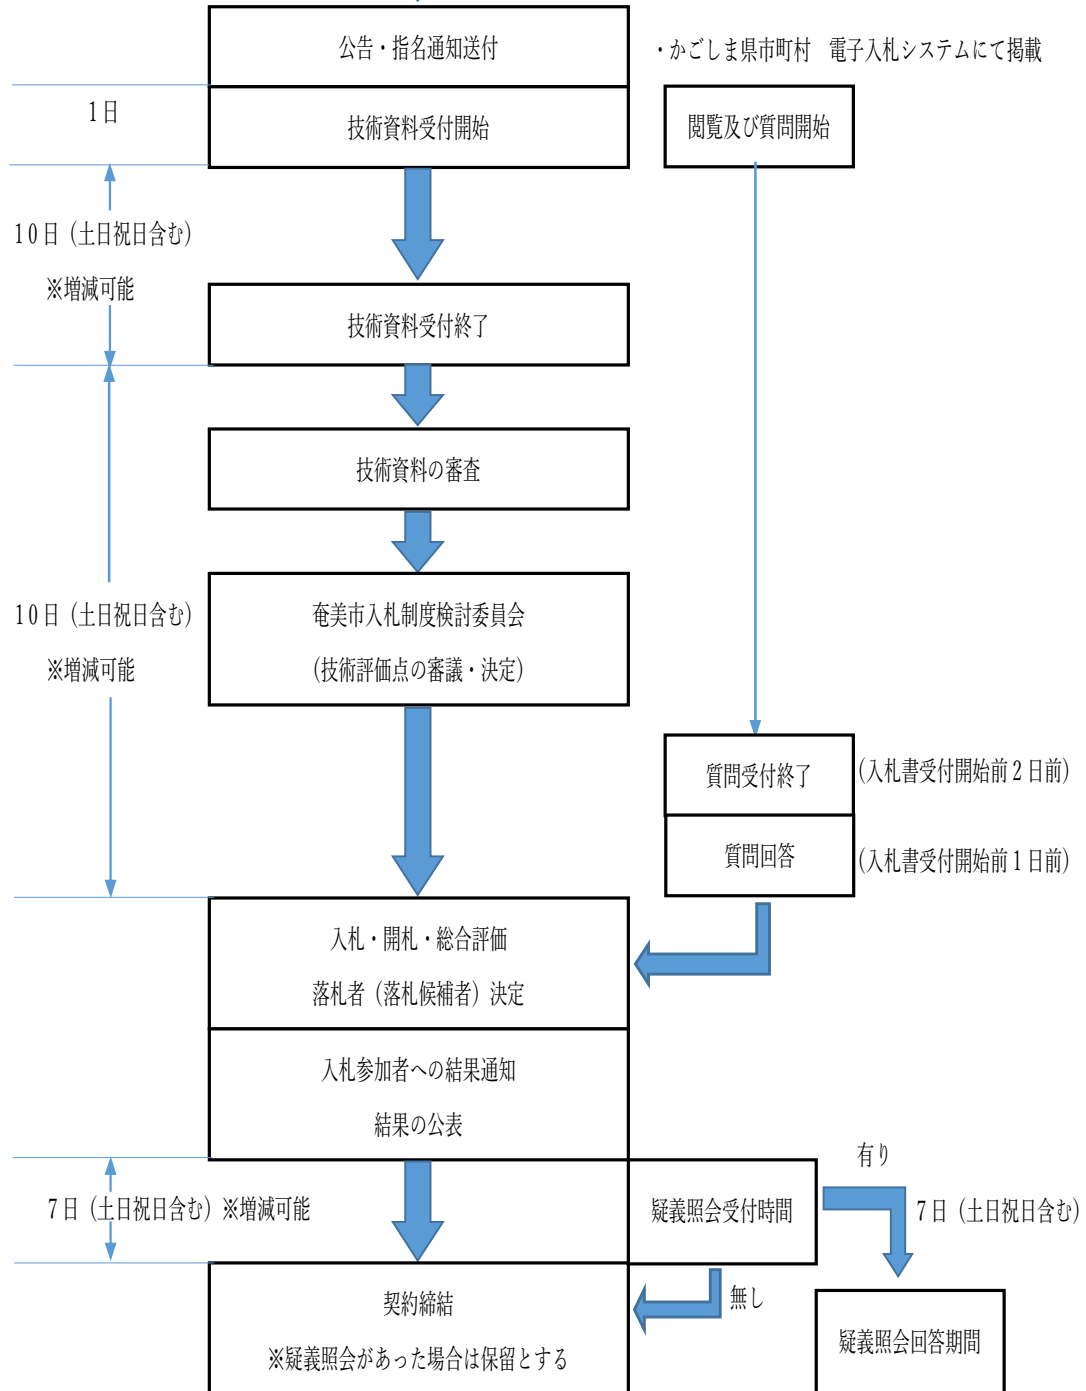 公告・指名通知送付
・かごしま県市町村　電子入札システムにて掲載
1日
技術資料受付開始
閲覧及び質問開始
10日（土日祝日含む）
※増減可能
技術資料受付終了
技術資料の審査
奄美市入札制度検討委員会
（技術評価点の審議・決定）
10日（土日祝日含む）
※増減可能
質問受付終了
（入札書受付開始前２日前）
質問回答
（入札書受付開始前１日前）
入札・開札・総合評価
落札者（落札候補者）決定
入札参加者への結果通知
結果の公表
7日（土日祝日含む）※増減可能
疑義照会受付時間
有り
7日（土日祝日含む）
無し
契約締結
※疑義照会があった場合は保留とする
疑義照会回答期間